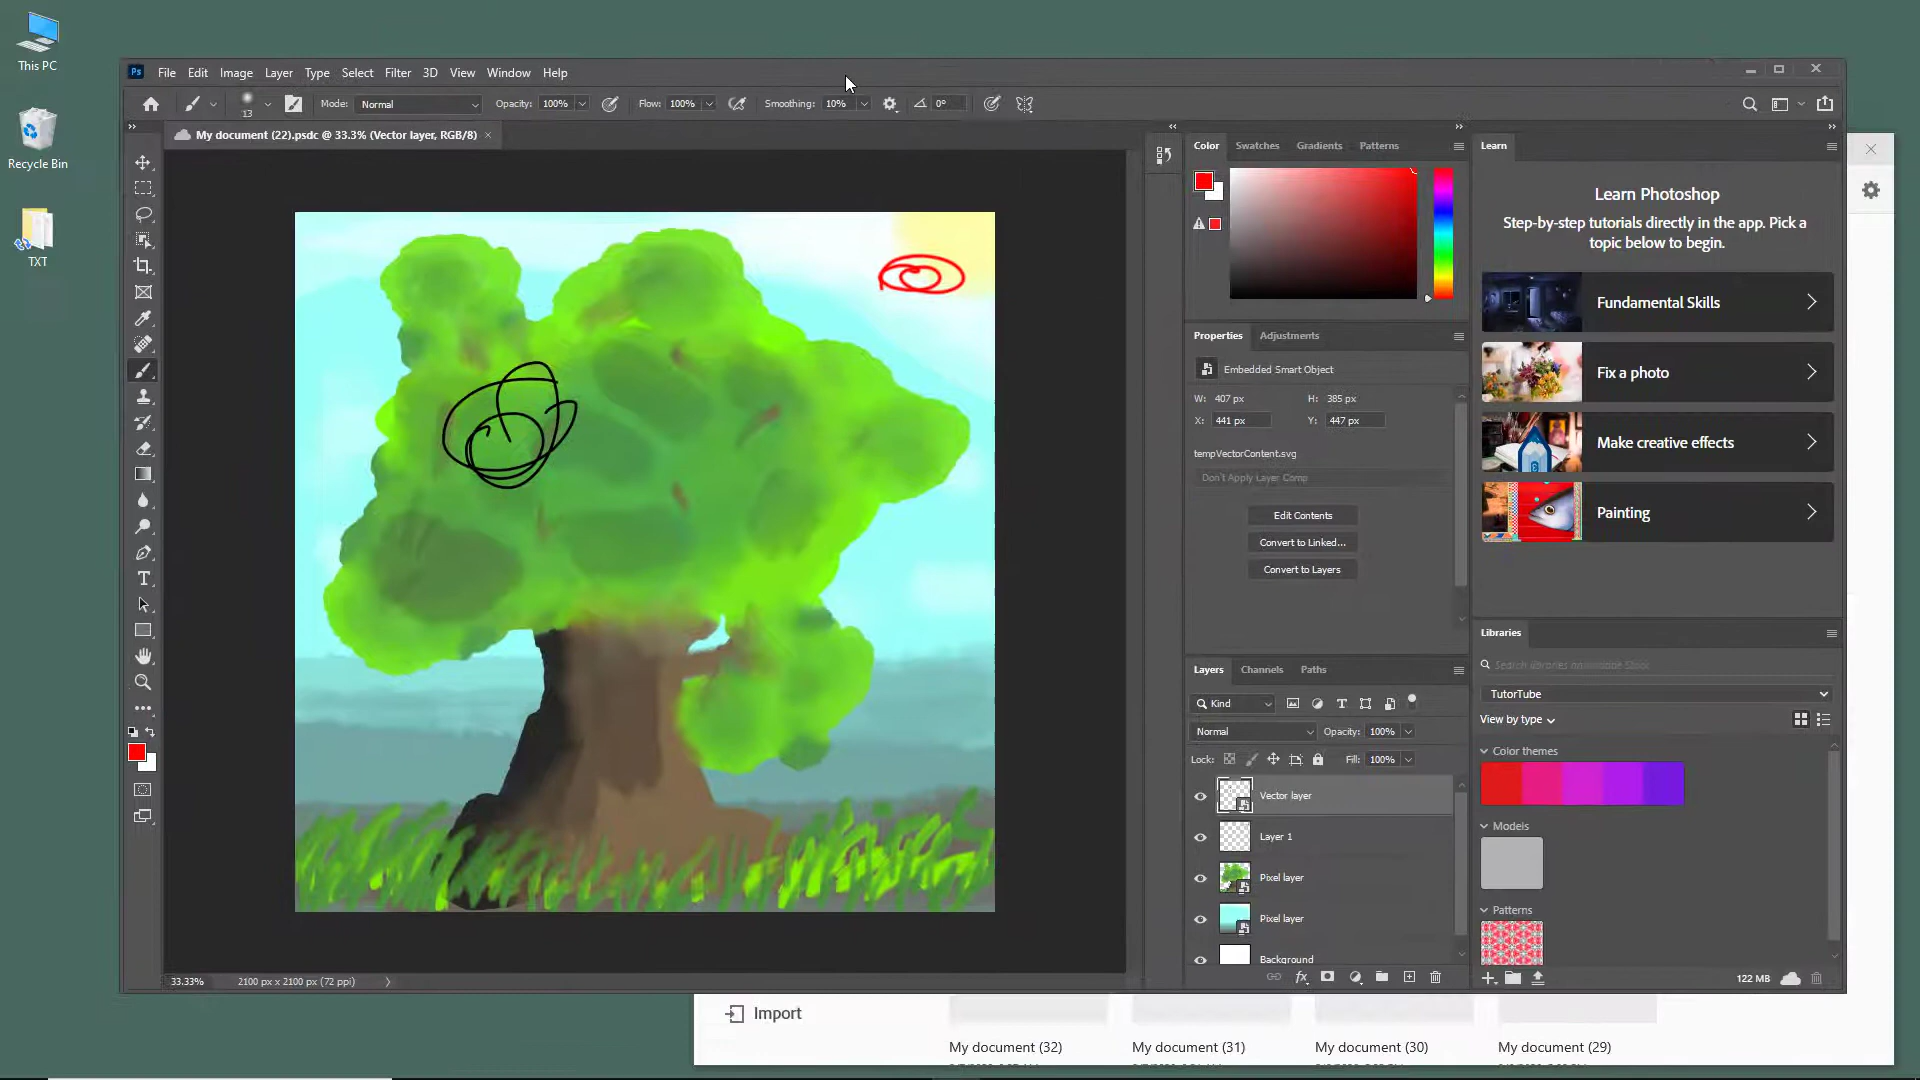 This PC
Recycle Bin
TXT
Ps File Edit Image Layer Type Select Filter 3D View Window Help
13 Mode: Normal Opacity: 100% Flow: 100% Smoothing: 10% 0°
My document (22).psdc @ 33.3% (Vector layer, RGB/8) ×
Color Swatches Gradients Patterns
Properties Adjustments
Embedded Smart Object
W: 407 px H: 385 px
X: 441 px Y: 447 px
tempVectorContent.svg
Don't Apply Layer Comp
Edit Contents
Convert to Linked...
Convert to Layers
Layers Channels Paths
Kind
Normal Opacity: 100%
Lock: Fill: 100%
Vector layer
Layer 1
Pixel layer
Pixel layer
Background
Learn
Learn Photoshop
Step-by-step tutorials directly in the app. Pick a
topic below to begin.
Fundamental Skills
Fix a photo
Make creative effects
Painting
Libraries
TutorTube
View by type
Color themes
Models
Patterns
122 MB
33.33% 2100 px x 2100 px (72 ppi)
Import
My document (32) My document (31) My document (30) My document (29)